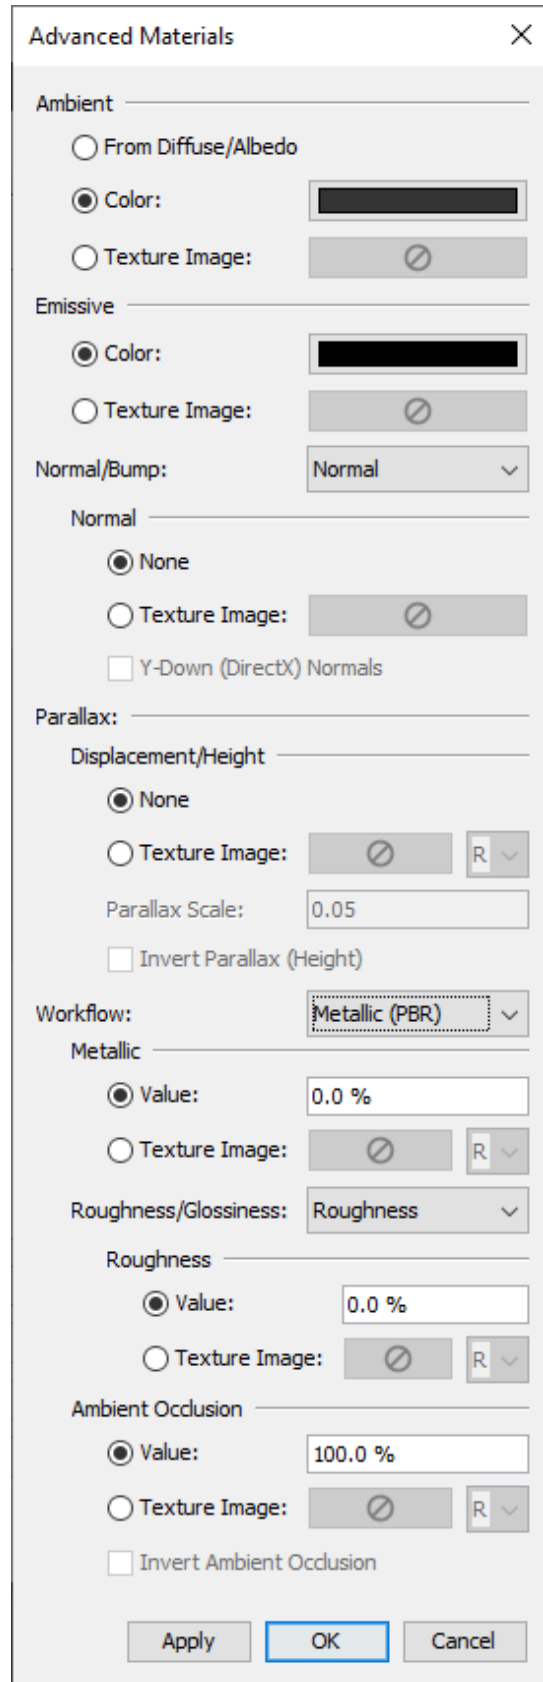 Advanced Materials
Ambient
From Diffuse/Albedo
Color:
Texture Image:
Emissive
Color:
Texture Image:
Normal/Bump: Normal
Normal
None
Texture Image:
Y-Down (DirectX) Normals
Parallax:
Displacement/Height
None
Texture Image: R
Parallax Scale: 0.05
Invert Parallax (Height)
Workflow: Metallic (PBR)
Metallic
Value: 0.0 %
Texture Image: R
Roughness/Glossiness: Roughness
Roughness
Value: 0.0 %
Texture Image: R
Ambient Occlusion
Value: 100.0 %
Texture Image: R
Invert Ambient Occlusion
Apply OK Cancel